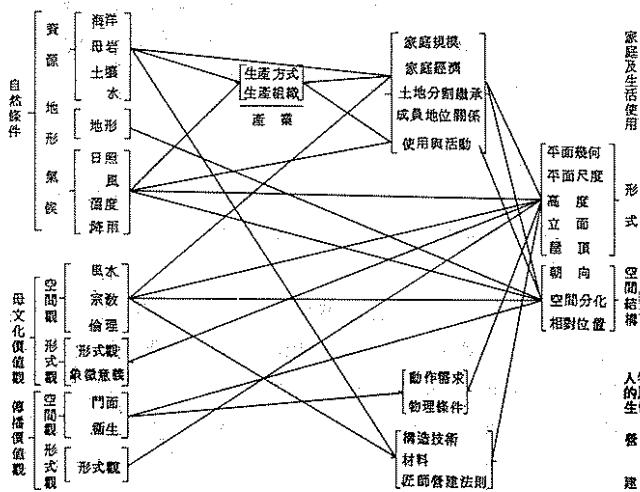 自然條件
資源
海洋
母岩
土壤
水
地形
地形
氣候
日照
風
溫度
降雨
母文化價值觀
空間觀
風水
宗教
倫理
形式觀
形式觀
象徵意義
傳播價值觀
空間觀
門面
衛生
形式觀
形式觀
生產方式
生產組織
產業
家庭規模
家庭經濟
土地分割繼承
成員地位關係
使用與活動
動作需求
物理條件
構造技術
材料
匠師營建法則
平面幾何
平面尺度
高度
立面
屋頂
朝向
空間分化
相對位置
家庭及生活使用
形式
空間結構
人
的
生
營
建